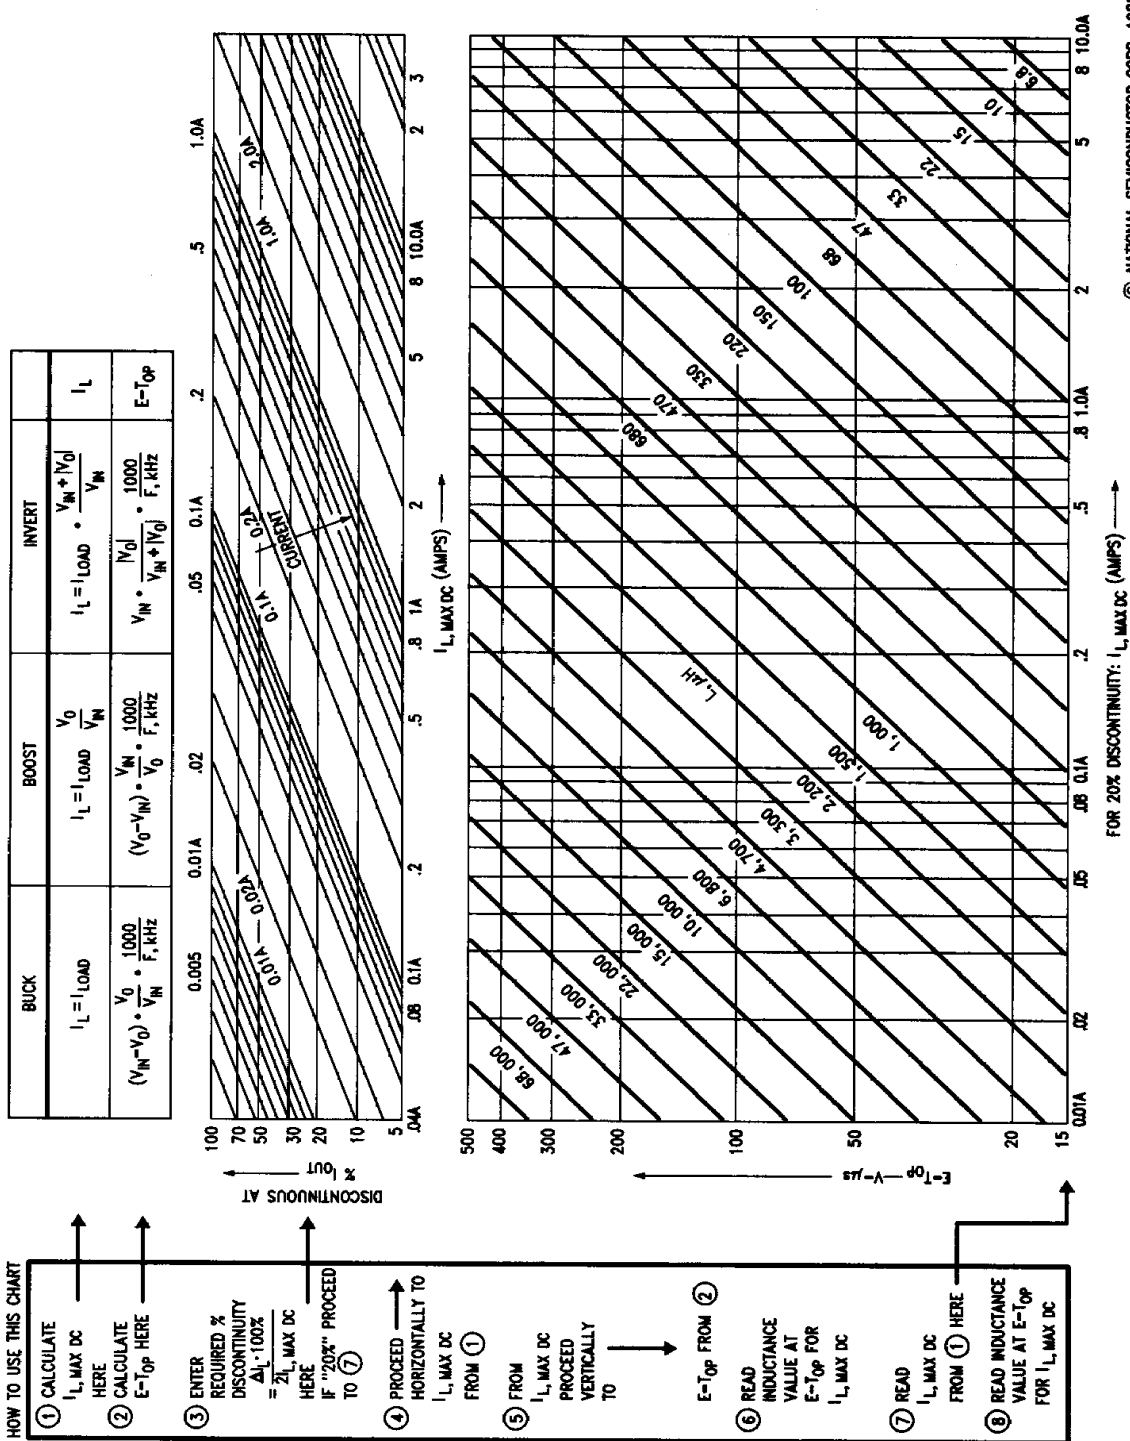 HOW TO USE THIS CHART
① CALCULATE
I_L, MAX DC
HERE
② CALCULATE
E-T_OP HERE
③ ENTER
REQUIRED %
DISCONTINUITY
= ΔI_L·100% / 2I_L, MAX DC
HERE
IF "20%" PROCEED
TO ⑦
④ PROCEED
HORIZONTALLY TO
I_L, MAX DC
FROM ①
⑤ FROM
I_L, MAX DC
PROCEED
VERTICALLY
TO
E-T_OP FROM ②
⑥ READ
INDUCTANCE
VALUE AT
E-T_OP FOR
I_L, MAX DC
⑦ READ
I_L, MAX DC
FROM ① HERE
⑧ READ INDUCTANCE
VALUE AT E-T_OP
FOR I_L, MAX DC
BUCK BOOST INVERT
I_L = I_LOAD I_L = I_LOAD V_O / V_IN I_L = I_LOAD • (V_IN + |V_O|) / V_IN I_L
(V_IN-V_O) • V_O / V_IN • 1000 / F, kHz (V_O-V_IN) • V_IN / V_O • 1000 / F, kHz V_IN • |V_O| / (V_IN + |V_O|) • 1000 / F, kHz E-T_OP
0.005 0.01A .02 .05 0.1A .2 .5 1.0A
DISCONTINUOUS AT
% I_OUT
100
70
50
30
20
10
5
0.01A 0.02A 0.1A 0.2A 1.0A 2.0A
CURRENT
.04A .08 0.1A .2 .5 .8 1A 2 5 8 10.0A 2 3
I_L, MAX DC (AMPS)
E-T_OP — V-μs
500
400
300
200
100
50
20
15
68,000
47,000
33,000
22,000
15,000
10,000
6,800
4,700
3,300
2,200
1,500
1,000
L, μH
680
470
330
220
150
100
68
47
33
22
15
10
6.8
0.01A .02 .05 .08 0.1A .2 .5 .8 1.0A 2 5 8 10.0A
FOR 20% DISCONTINUITY: I_L, MAX DC (AMPS)
© NATIONAL SEMICONDUCTOR CORP.